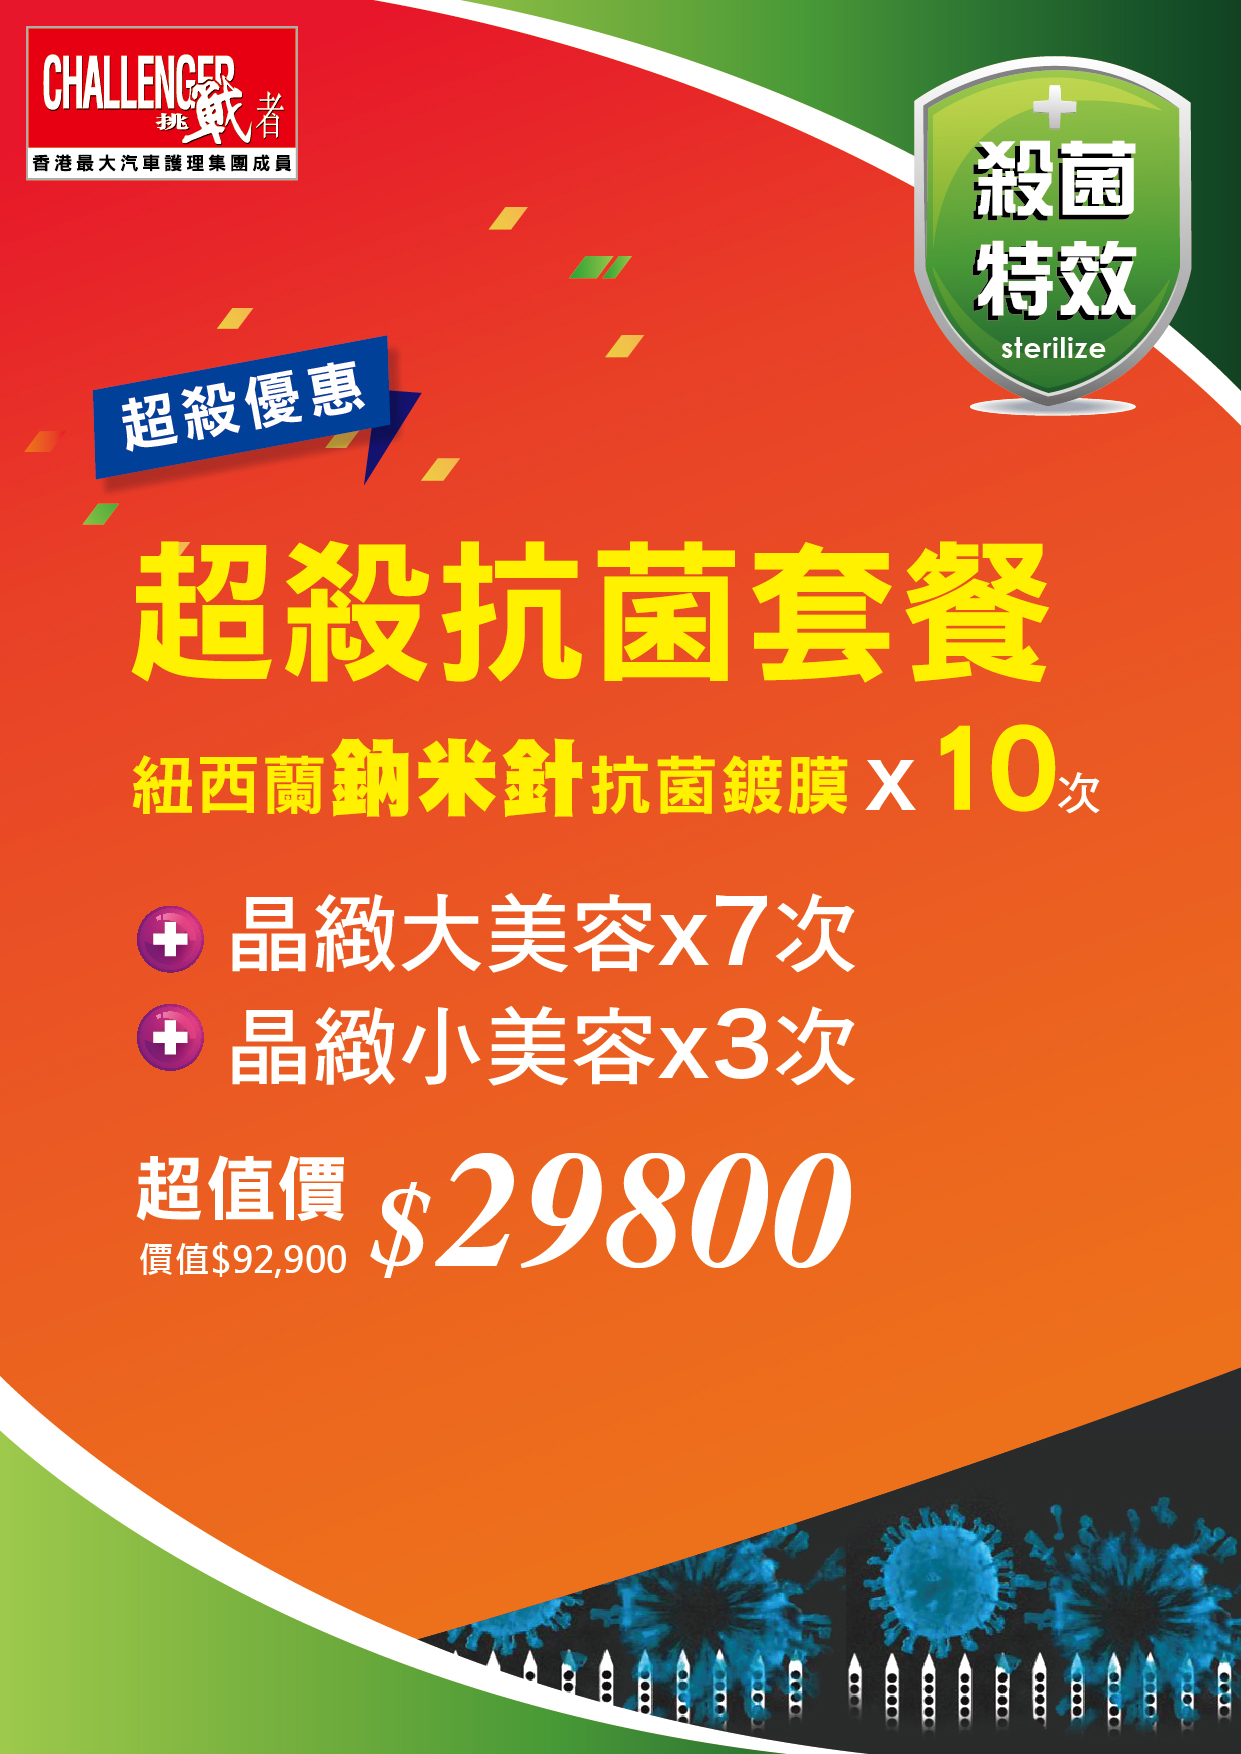 CHALLENGER
挑戰者
香港最大汽車護理集團成員
殺菌
特效
sterilize
超殺優惠
超殺抗菌套餐
紐西蘭鈉米針抗菌鍍膜 x 10次
晶緻大美容x7次
晶緻小美容x3次
超值價 $29800
價值$92,900